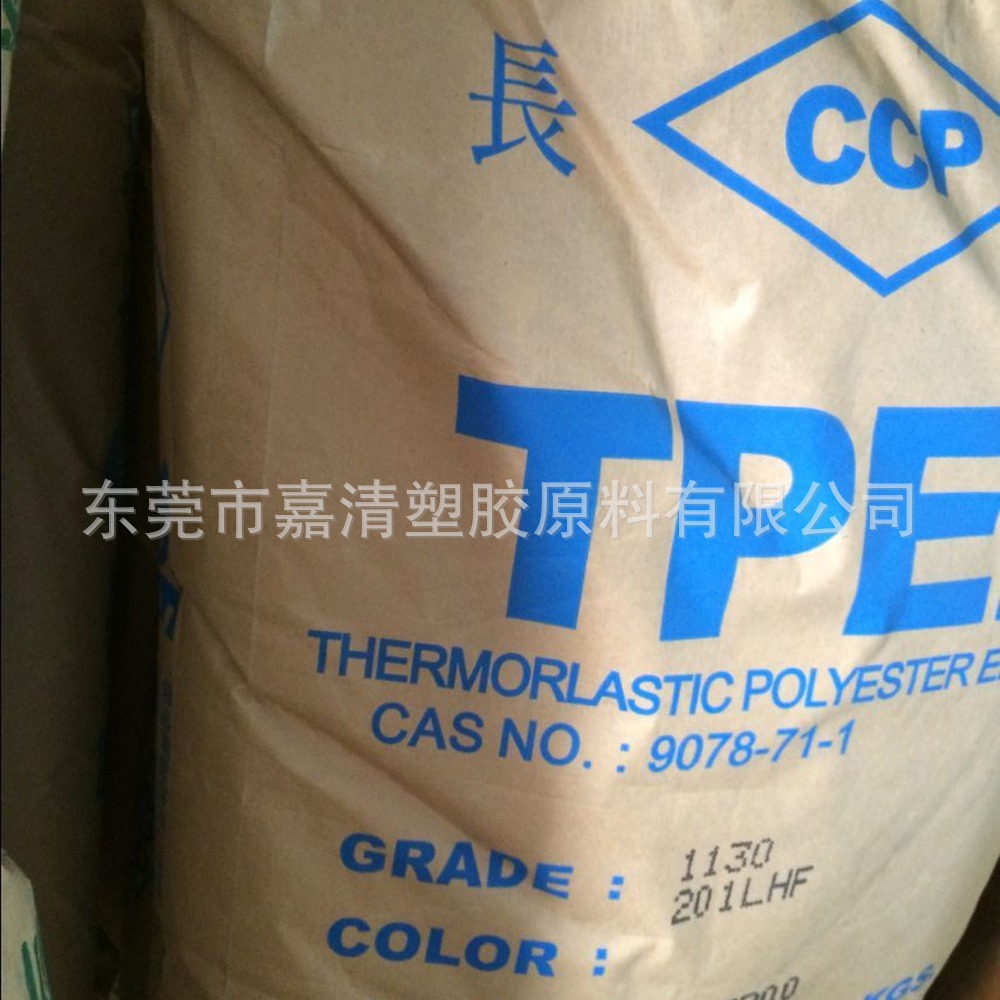 長
CCP
TPE
东莞市嘉清塑胶原料有限公司
THERMORLASTIC POLYESTER
CAS NO. : 9078-71-1
GRADE : 1130
201LHF
COLOR :
KGS